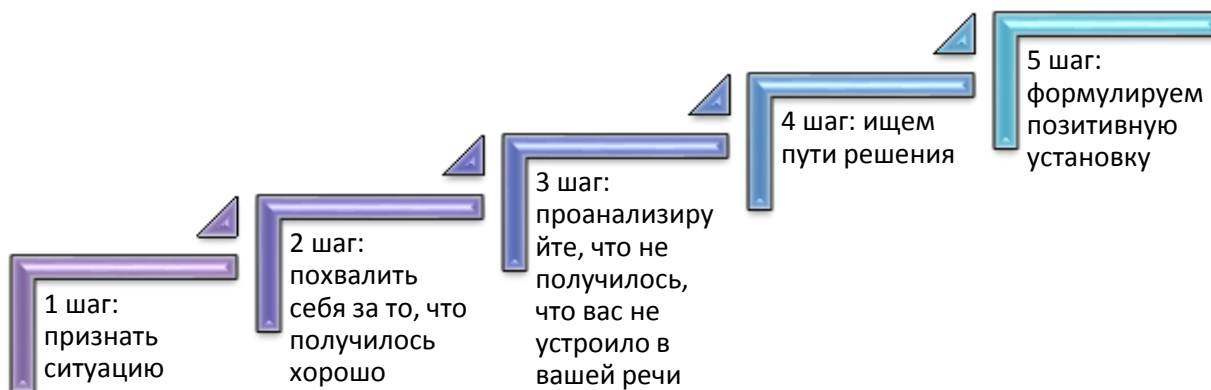 1 шаг:
признать
ситуацию
2 шаг:
похвалить
себя за то, что
получилось
хорошо
3 шаг:
проанализиру
йте, что не
получилось,
что вас не
устроило в
вашей речи
4 шаг: ищем
пути решения
5 шаг:
формулируем
позитивную
установку